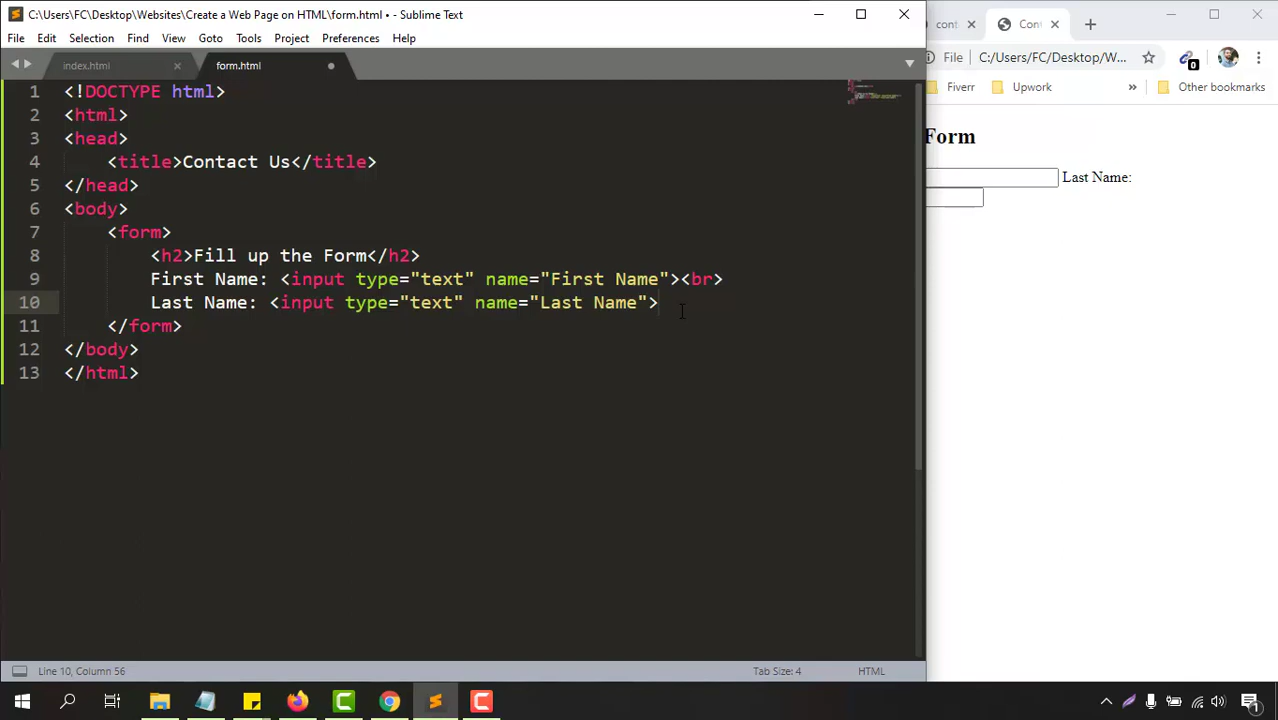 C:\Users\FC\Desktop\Websites\Create a Web Page on HTML\form.html • - Sublime Text
File Edit Selection Find View Goto Tools Project Preferences Help
index.html
form.html
1 <!DOCTYPE html>
2 <html>
3 <head>
4 <title>Contact Us</title>
5 </head>
6 <body>
7 <form>
8 <h2>Fill up the Form</h2>
9 First Name: <input type="text" name="First Name"><br>
10 Last Name: <input type="text" name="Last Name">
11 </form>
12 </body>
13 </html>
Line 10, Column 56
Tab Size: 4
HTML
cont
Con
File C:/Users/FC/Desktop/W...
0
Fiverr Upwork » Other bookmarks
Form
Last Name:
1